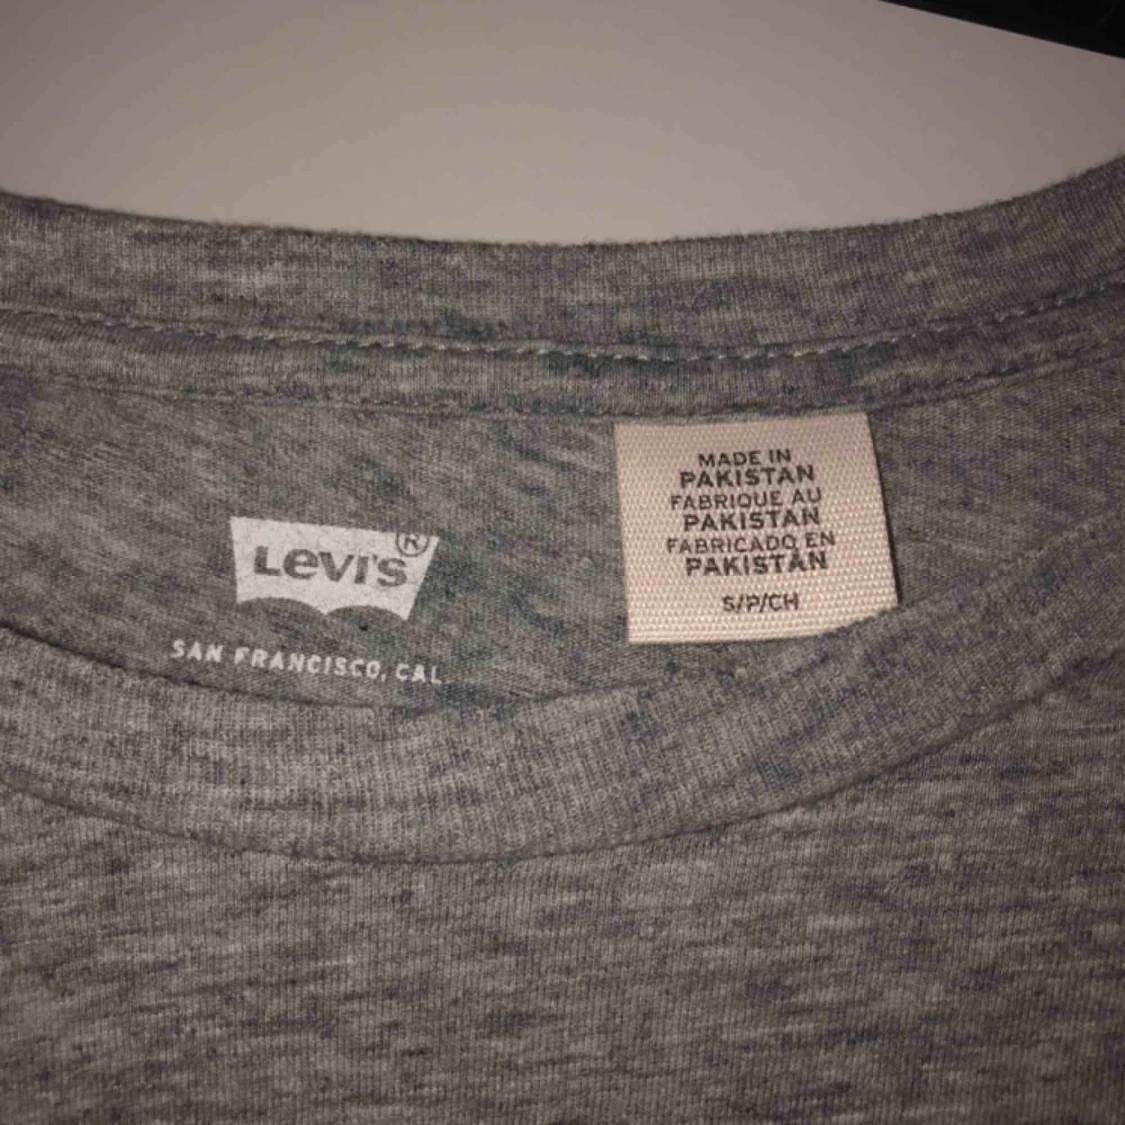 LEVI'S®
SAN FRANCISCO, CAL.
MADE IN
PAKISTAN
FABRIQUE AU
PAKISTAN
FABRICADO EN
PAKISTÁN
S/P/CH